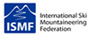 ISMF
International Ski
Mountaineering
Federation